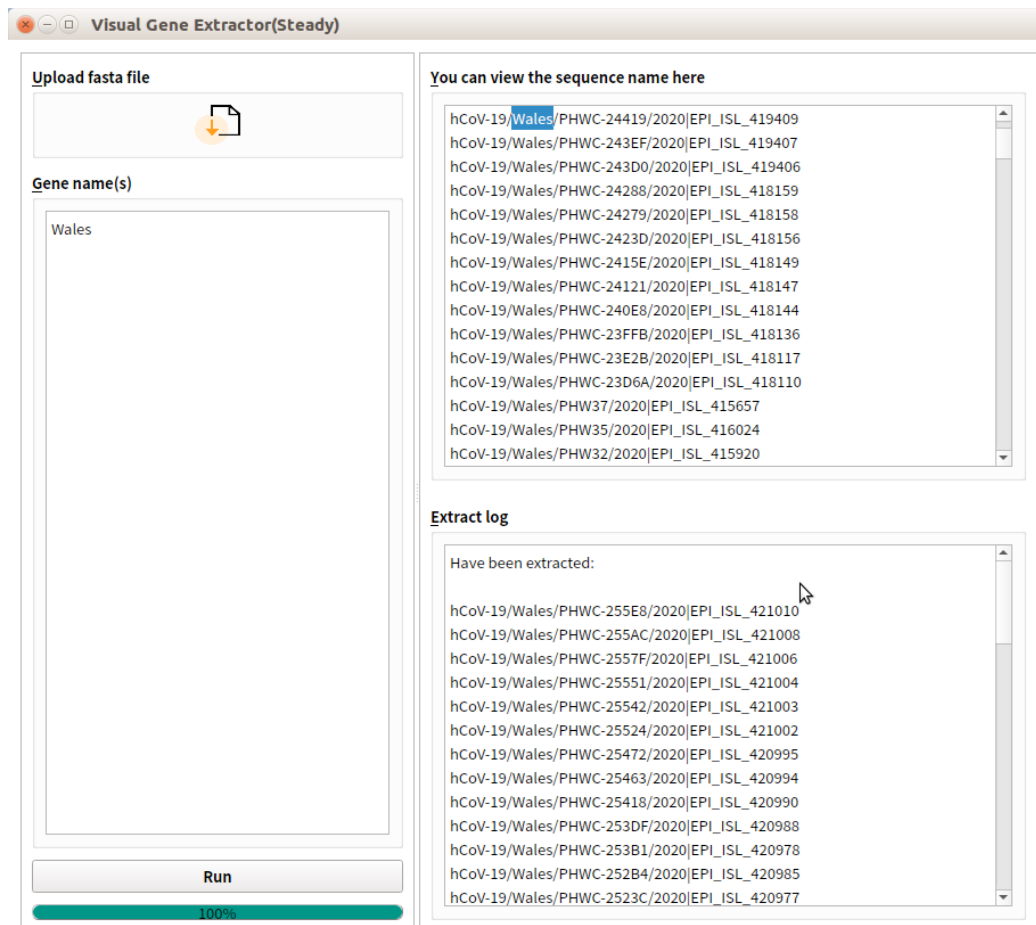 Visual Gene Extractor(Steady)
Upload fasta file
Gene name(s)
Wales
Run
100%
You can view the sequence name here
hCoV-19/Wales/PHWC-24419/2020|EPI_ISL_419409
hCoV-19/Wales/PHWC-243EF/2020|EPI_ISL_419407
hCoV-19/Wales/PHWC-243D0/2020|EPI_ISL_419406
hCoV-19/Wales/PHWC-24288/2020|EPI_ISL_418159
hCoV-19/Wales/PHWC-24279/2020|EPI_ISL_418158
hCoV-19/Wales/PHWC-2423D/2020|EPI_ISL_418156
hCoV-19/Wales/PHWC-2415E/2020|EPI_ISL_418149
hCoV-19/Wales/PHWC-24121/2020|EPI_ISL_418147
hCoV-19/Wales/PHWC-240E8/2020|EPI_ISL_418144
hCoV-19/Wales/PHWC-23FFB/2020|EPI_ISL_418136
hCoV-19/Wales/PHWC-23E2B/2020|EPI_ISL_418117
hCoV-19/Wales/PHWC-23D6A/2020|EPI_ISL_418110
hCoV-19/Wales/PHW37/2020|EPI_ISL_415657
hCoV-19/Wales/PHW35/2020|EPI_ISL_416024
hCoV-19/Wales/PHW32/2020|EPI_ISL_415920
Extract log
Have been extracted:
hCoV-19/Wales/PHWC-255E8/2020|EPI_ISL_421010
hCoV-19/Wales/PHWC-255AC/2020|EPI_ISL_421008
hCoV-19/Wales/PHWC-2557F/2020|EPI_ISL_421006
hCoV-19/Wales/PHWC-25551/2020|EPI_ISL_421004
hCoV-19/Wales/PHWC-25542/2020|EPI_ISL_421003
hCoV-19/Wales/PHWC-25524/2020|EPI_ISL_421002
hCoV-19/Wales/PHWC-25472/2020|EPI_ISL_420995
hCoV-19/Wales/PHWC-25463/2020|EPI_ISL_420994
hCoV-19/Wales/PHWC-25418/2020|EPI_ISL_420990
hCoV-19/Wales/PHWC-253DF/2020|EPI_ISL_420988
hCoV-19/Wales/PHWC-253B1/2020|EPI_ISL_420978
hCoV-19/Wales/PHWC-252B4/2020|EPI_ISL_420985
hCoV-19/Wales/PHWC-2523C/2020|EPI_ISL_420977